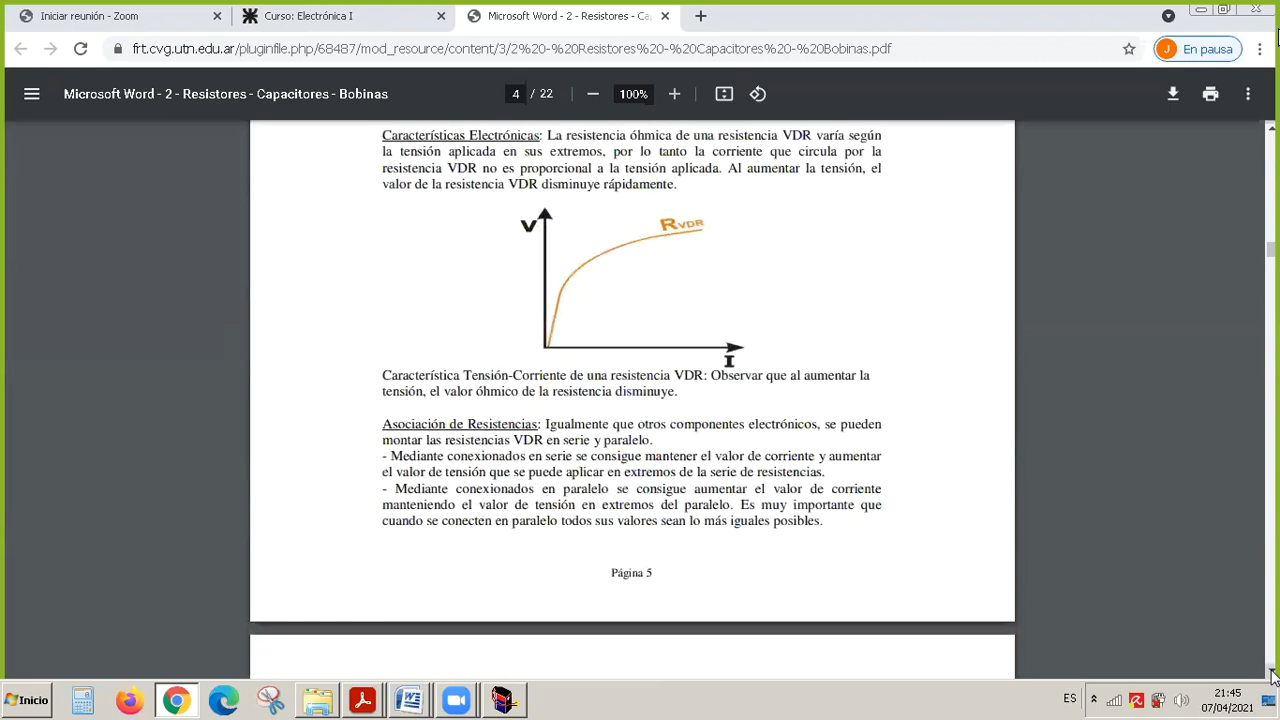 Iniciar reunión - Zoom
Curso: Electrónica I
Microsoft Word - 2 - Resistores - Ca
En pausa
frt.cvg.utn.edu.ar/pluginfile.php/68487/mod_resource/content/3/2%20-%20Resistores%20-%20Capacitores%20-%20Bobinas.pdf
Microsoft Word - 2 - Resistores - Capacitores - Bobinas
4 / 22
100%
Características Electrónicas: La resistencia óhmica de una resistencia VDR varía según
la tensión aplicada en sus extremos, por lo tanto la corriente que circula por la
resistencia VDR no es proporcional a la tensión aplicada. Al aumentar la tensión, el
valor de la resistencia VDR disminuye rápidamente.
V
RVDR
I
Característica Tensión-Corriente de una resistencia VDR: Observar que al aumentar la
tensión, el valor óhmico de la resistencia disminuye.
Asociación de Resistencias: Igualmente que otros componentes electrónicos, se pueden
montar las resistencias VDR en serie y paralelo.
- Mediante conexionados en serie se consigue mantener el valor de corriente y aumentar
el valor de tensión que se puede aplicar en extremos de la serie de resistencias.
- Mediante conexionados en paralelo se consigue aumentar el valor de corriente
manteniendo el valor de tensión en extremos del paralelo. Es muy importante que
cuando se conecten en paralelo todos sus valores sean lo más iguales posibles.
Página 5
Inicio
ES
21:45
07/04/2021